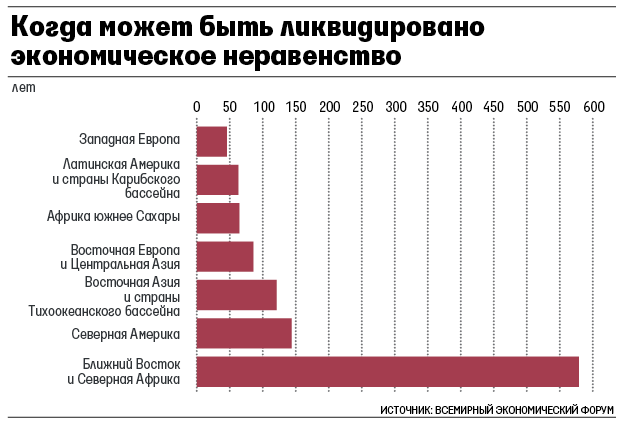 Когда может быть ликвидировано
экономическое неравенство
лет
0 50 100 150 200 250 300 350 400 450 500 550 600
Западная Европа
Латинская Америка
и страны Карибского
бассейна
Африка южнее Сахары
Восточная Европа
и Центральная Азия
Восточная Азия
и страны
Тихоокеанского бассейна
Северная Америка
Ближний Восток
и Северная Африка
ИСТОЧНИК: ВСЕМИРНЫЙ ЭКОНОМИЧЕСКИЙ ФОРУМ